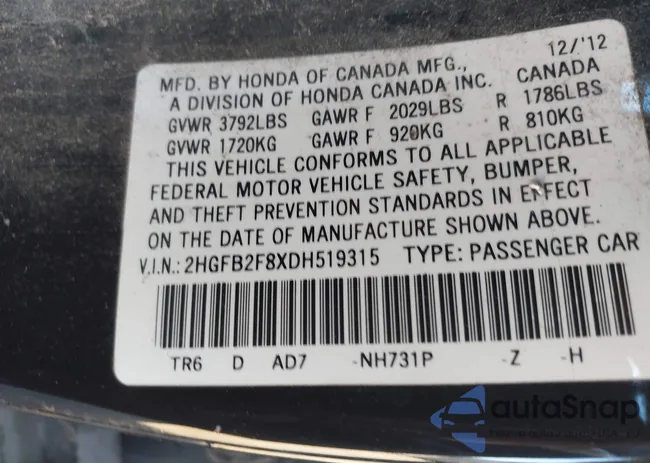 12/'12
MFD. BY HONDA OF CANADA MFG.,
A DIVISION OF HONDA CANADA INC. CANADA
GVWR 3792LBS GAWR F 2029LBS R 1786LBS
GVWR 1720KG GAWR F 920KG R 810KG
THIS VEHICLE CONFORMS TO ALL APPLICABLE
FEDERAL MOTOR VEHICLE SAFETY, BUMPER,
AND THEFT PREVENTION STANDARDS IN EFFECT
ON THE DATE OF MANUFACTURE SHOWN ABOVE.
V.I.N.: 2HGFB2F8XDH519315 TYPE: PASSENGER CAR
TR6 D AD7 -NH731P -Z -H
autoSnap